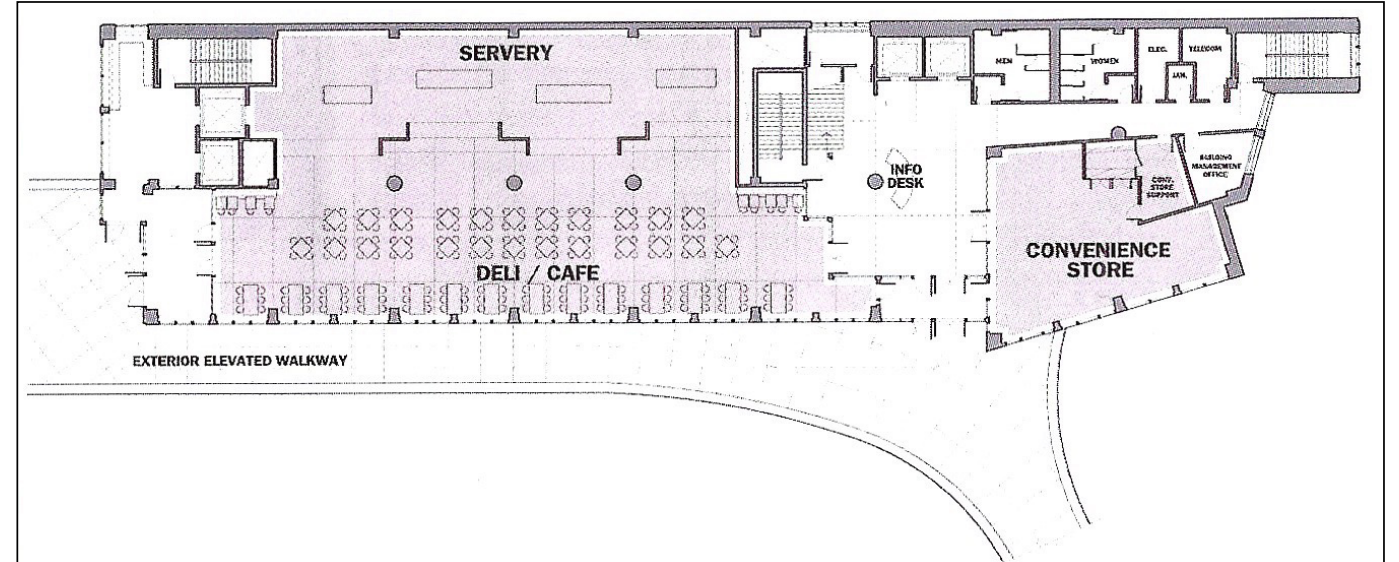 SERVERY
MEN
WOMEN
ELEC.
TELECOM
JAN.
INFO
DESK
BUILDING
MANAGEMENT
OFFICE
CONV.
STORE
SUPPORT
CONVENIENCE
STORE
DELI / CAFE
EXTERIOR ELEVATED WALKWAY